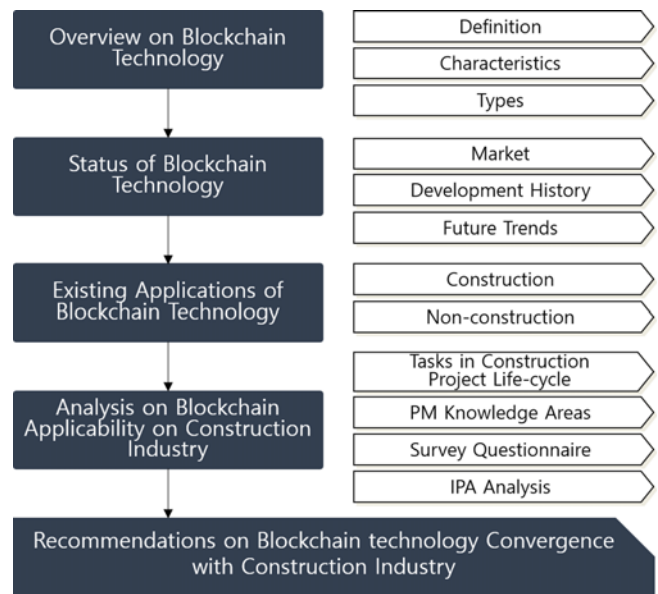 Overview on Blockchain
Technology
Definition
Characteristics
Types
Status of Blockchain
Technology
Market
Development History
Future Trends
Existing Applications of
Blockchain Technology
Construction
Non-construction
Analysis on Blockchain
Applicability on Construction
Industry
Tasks in Construction
Project Life-cycle
PM Knowledge Areas
Survey Questionnaire
IPA Analysis
Recommendations on Blockchain technology Convergence
with Construction Industry